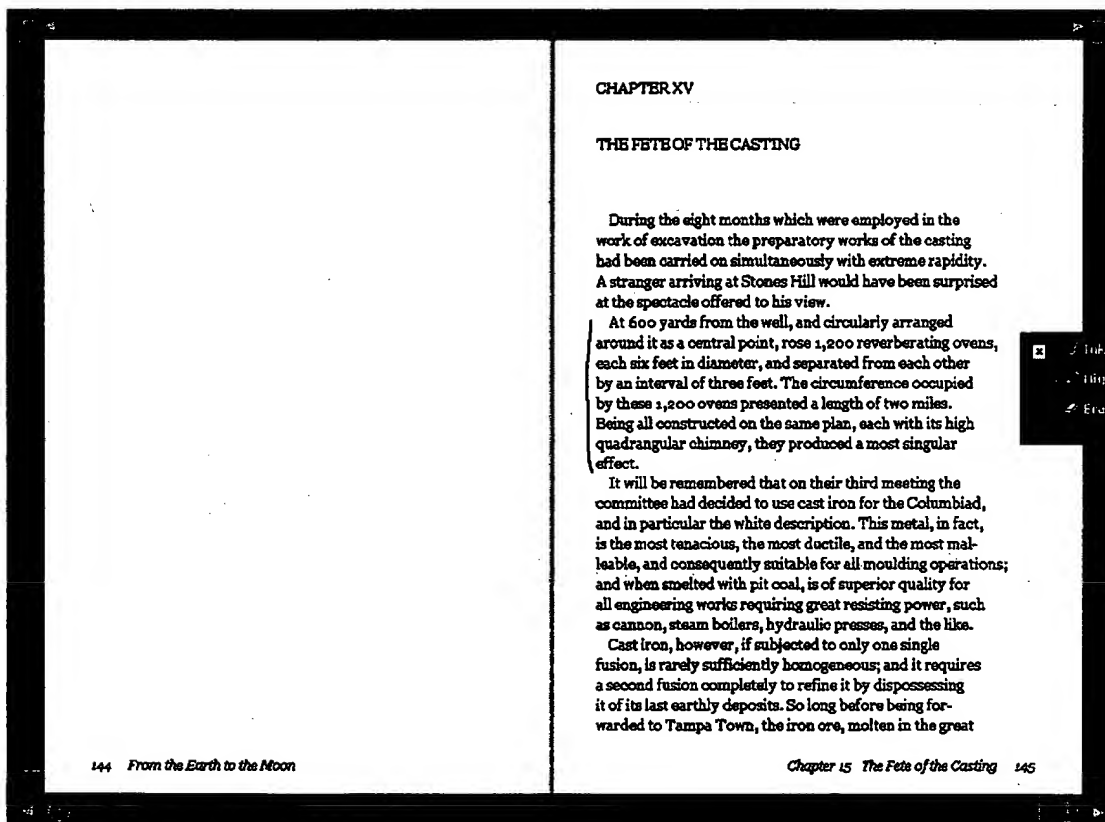 CHAPTER XV
THE FETE OF THE CASTING
During the eight months which were employed in the
work of excavation the preparatory works of the casting
had been carried on simultaneously with extreme rapidity.
A stranger arriving at Stones Hill would have been surprised
at the spectacle offered to his view.
At 600 yards from the well, and circularly arranged
around it as a central point, rose 1,200 reverberating ovens,
each six feet in diameter, and separated from each other
by an interval of three feet. The circumference occupied
by these 1,200 ovens presented a length of two miles.
Being all constructed on the same plan, each with its high
quadrangular chimney, they produced a most singular
effect.
It will be remembered that on their third meeting the
committee had decided to use cast iron for the Columbiad,
and in particular the white description. This metal, in fact,
is the most tenacious, the most ductile, and the most mal-
leable, and consequently suitable for all moulding operations;
and when smelted with pit coal, is of superior quality for
all engineering works requiring great resisting power, such
as cannon, steam boilers, hydraulic presses, and the like.
Cast iron, however, if subjected to only one single
fusion, is rarely sufficiently homogeneous; and it requires
a second fusion completely to refine it by dispossessing
it of its last earthly deposits. So long before being for-
warded to Tampa Town, the iron ore, molten in the great
144 From the Earth to the Moon
Chapter 15 The Fete of the Casting 145